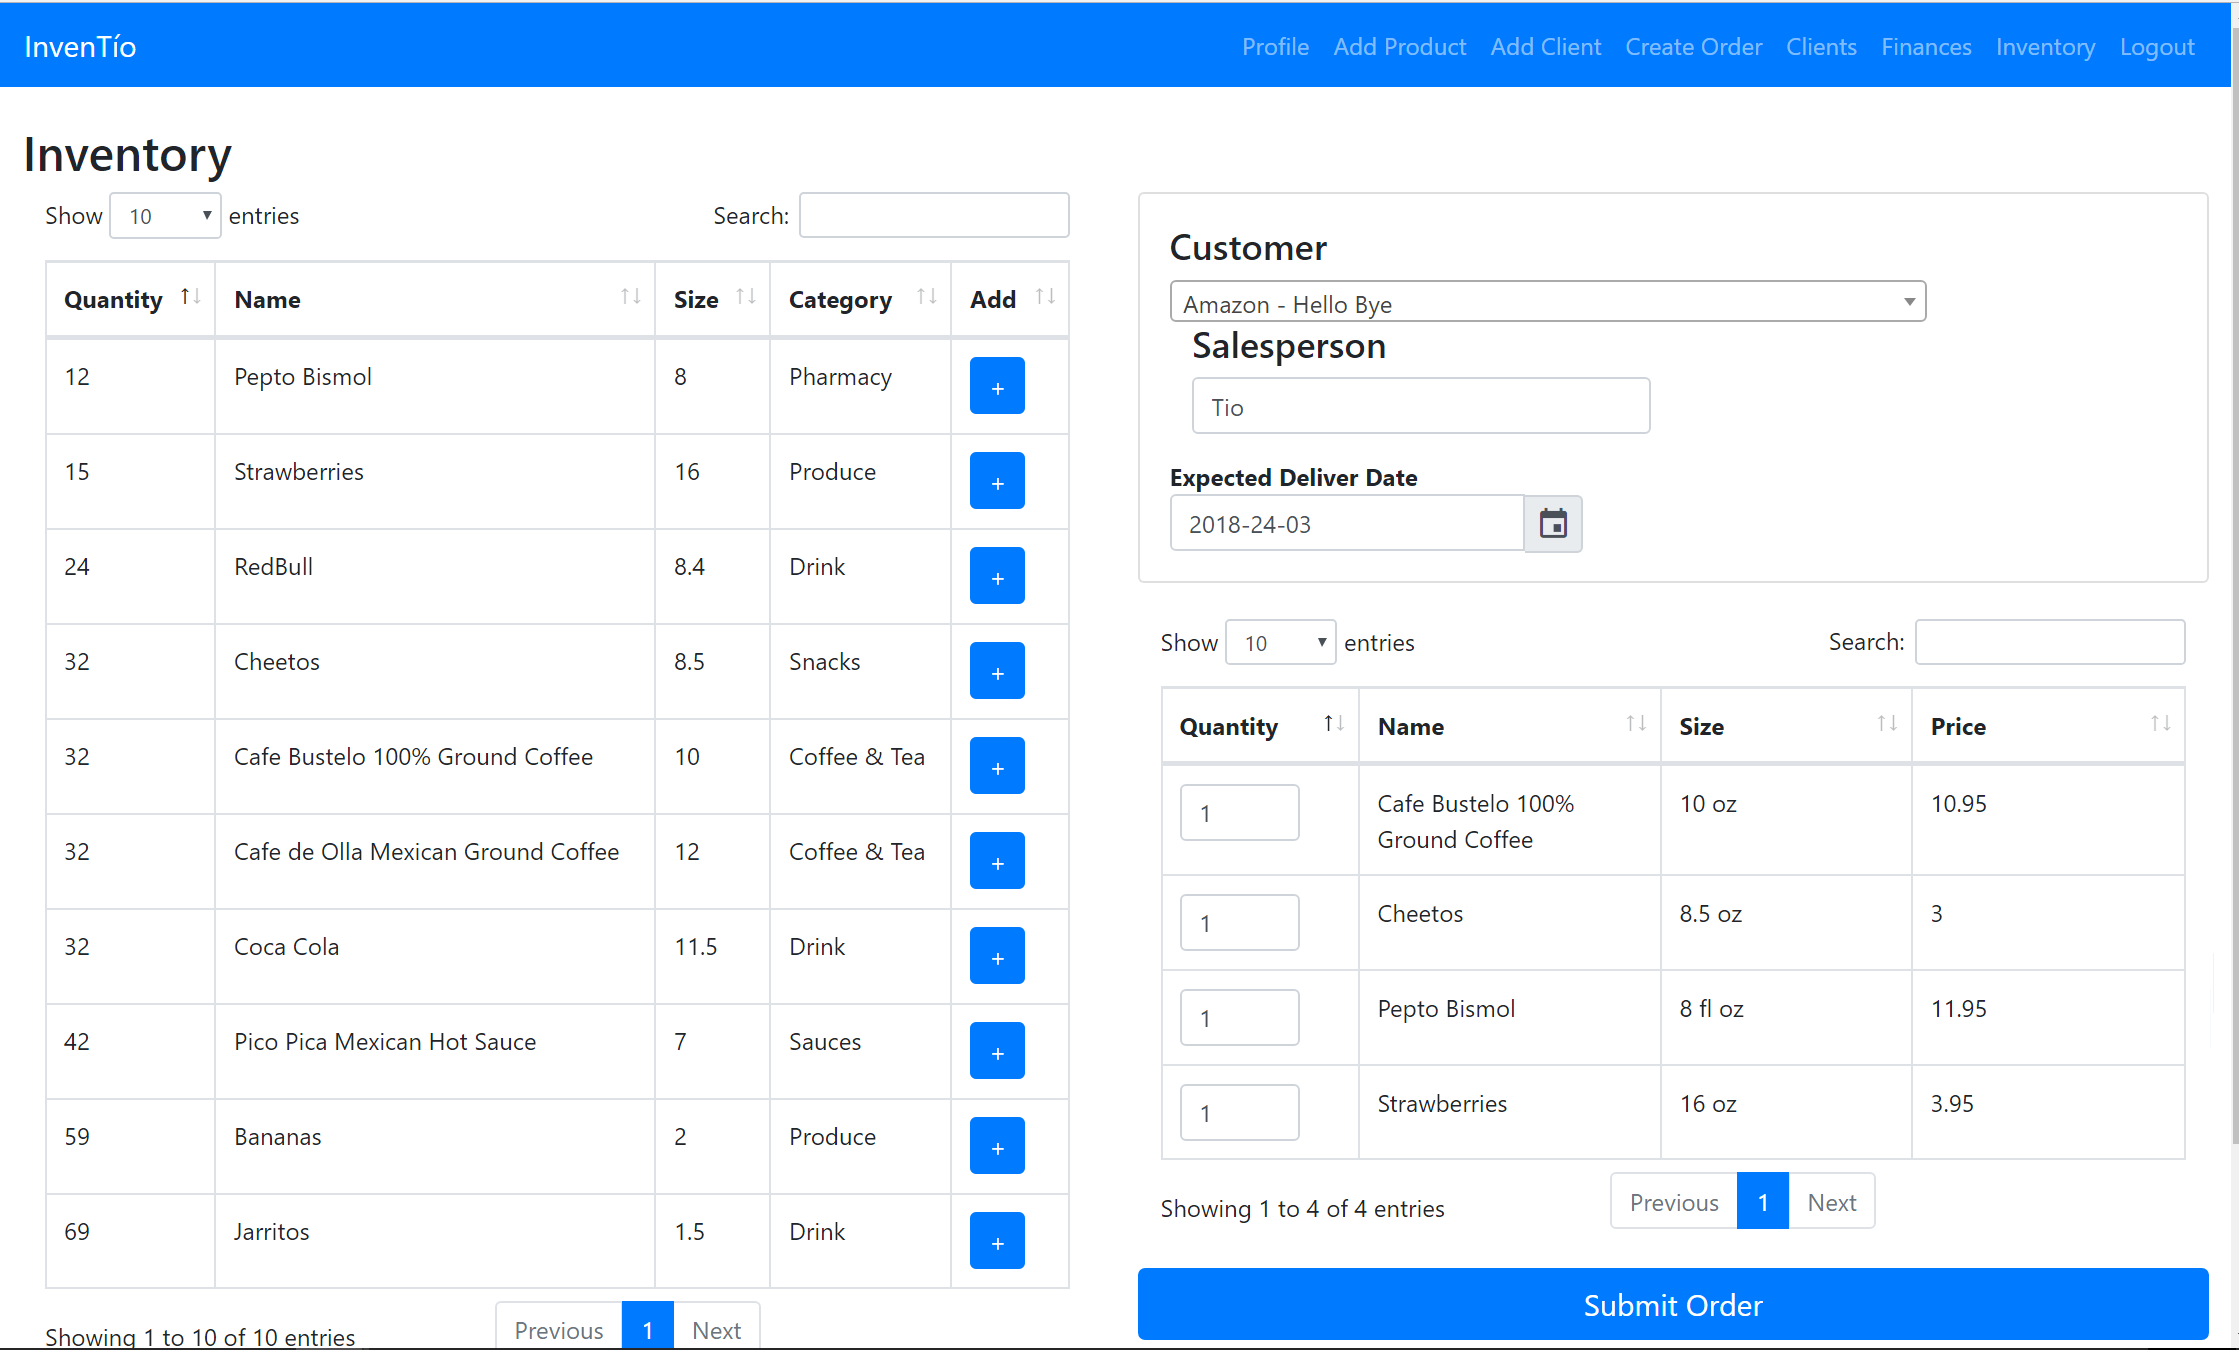 InvenTío
Profile Add Product Add Client Create Order Clients Finances Inventory Logout
Inventory
Show 10 entries Search:
Quantity Name Size Category Add
12 Pepto Bismol 8 Pharmacy +
15 Strawberries 16 Produce +
24 RedBull 8.4 Drink +
32 Cheetos 8.5 Snacks +
32 Cafe Bustelo 100% Ground Coffee 10 Coffee & Tea +
32 Cafe de Olla Mexican Ground Coffee 12 Coffee & Tea +
32 Coca Cola 11.5 Drink +
42 Pico Pica Mexican Hot Sauce 7 Sauces +
59 Bananas 2 Produce +
69 Jarritos 1.5 Drink +
Showing 1 to 10 of 10 entries Previous 1 Next
Customer
Amazon - Hello Bye
Salesperson
Tio
Expected Deliver Date
2018-24-03
Show 10 entries Search:
Quantity Name Size Price
1 Cafe Bustelo 100% 10 oz 10.95
Ground Coffee
1 Cheetos 8.5 oz 3
1 Pepto Bismol 8 fl oz 11.95
1 Strawberries 16 oz 3.95
Showing 1 to 4 of 4 entries Previous 1 Next
Submit Order